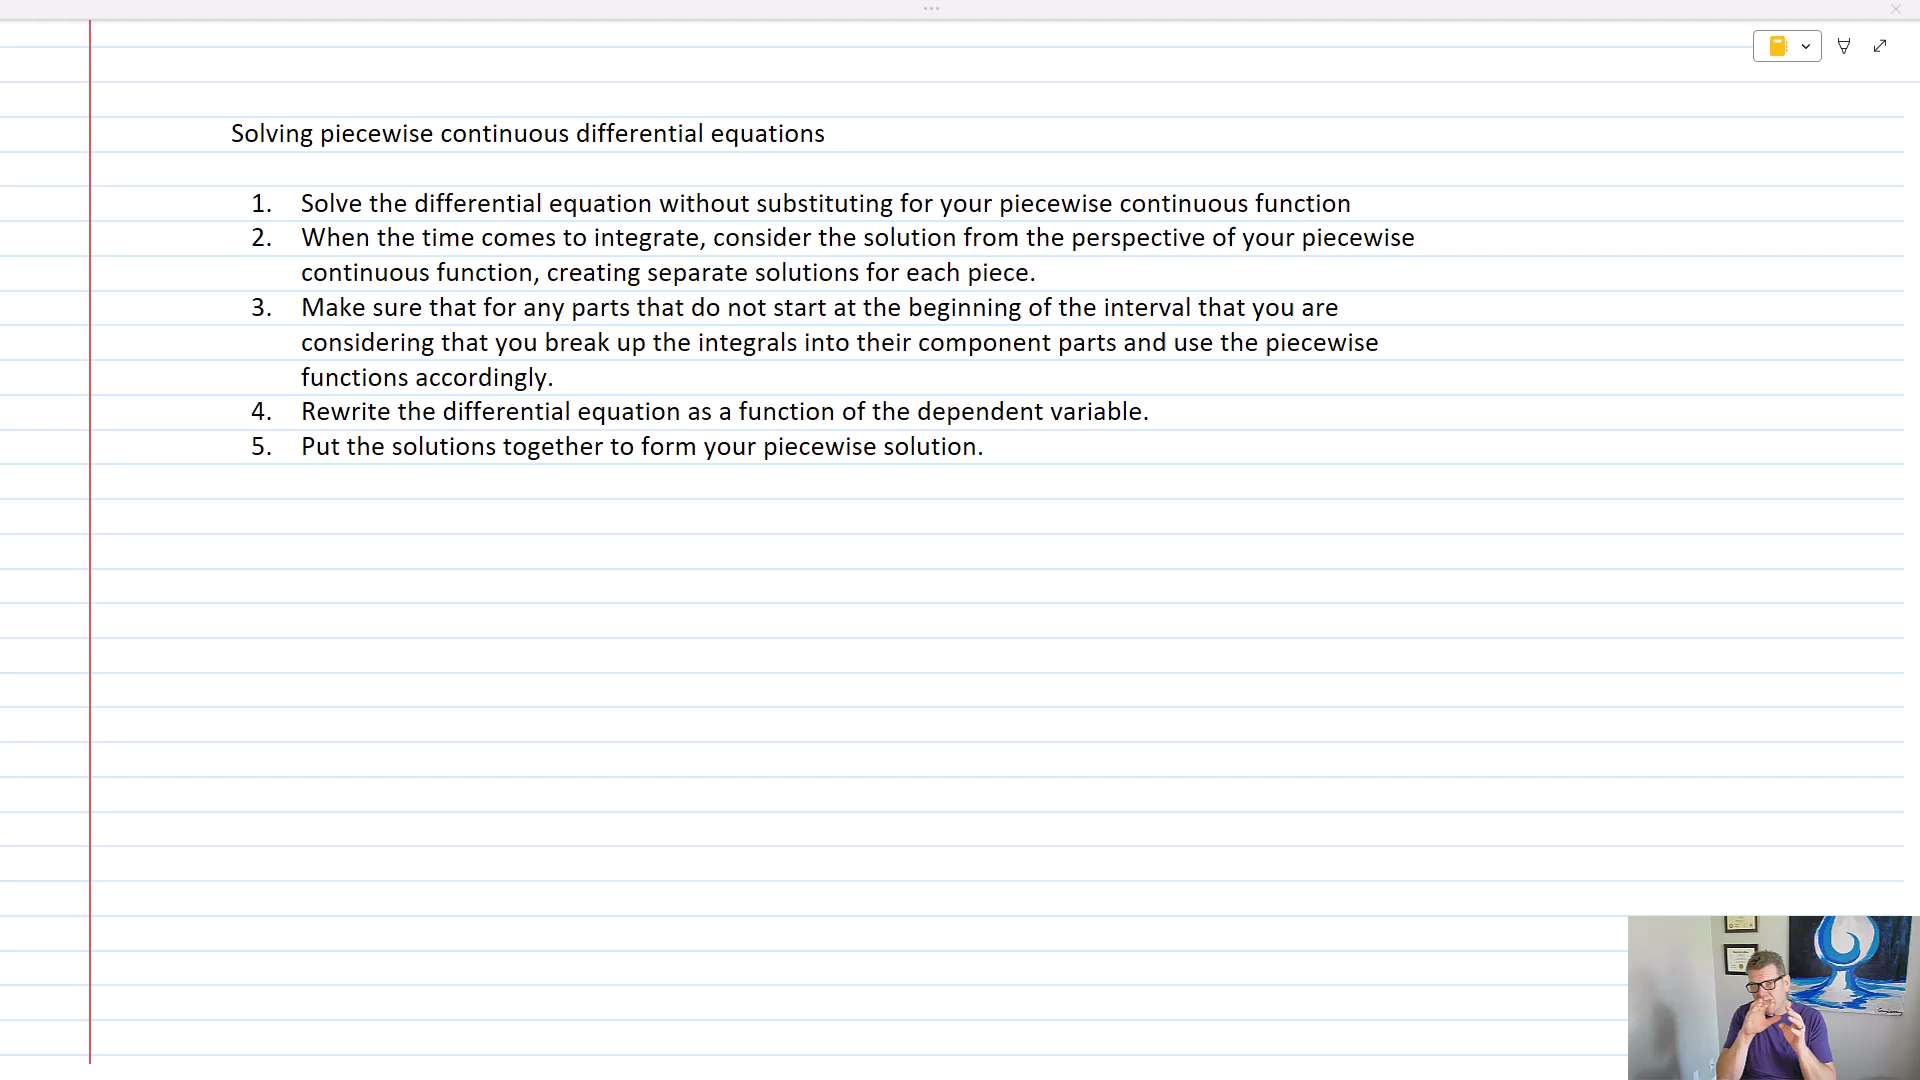 Solving piecewise continuous differential equations
1. Solve the differential equation without substituting for your piecewise continuous function
2. When the time comes to integrate, consider the solution from the perspective of your piecewise
continuous function, creating separate solutions for each piece.
3. Make sure that for any parts that do not start at the beginning of the interval that you are
considering that you break up the integrals into their component parts and use the piecewise
functions accordingly.
4. Rewrite the differential equation as a function of the dependent variable.
5. Put the solutions together to form your piecewise solution.